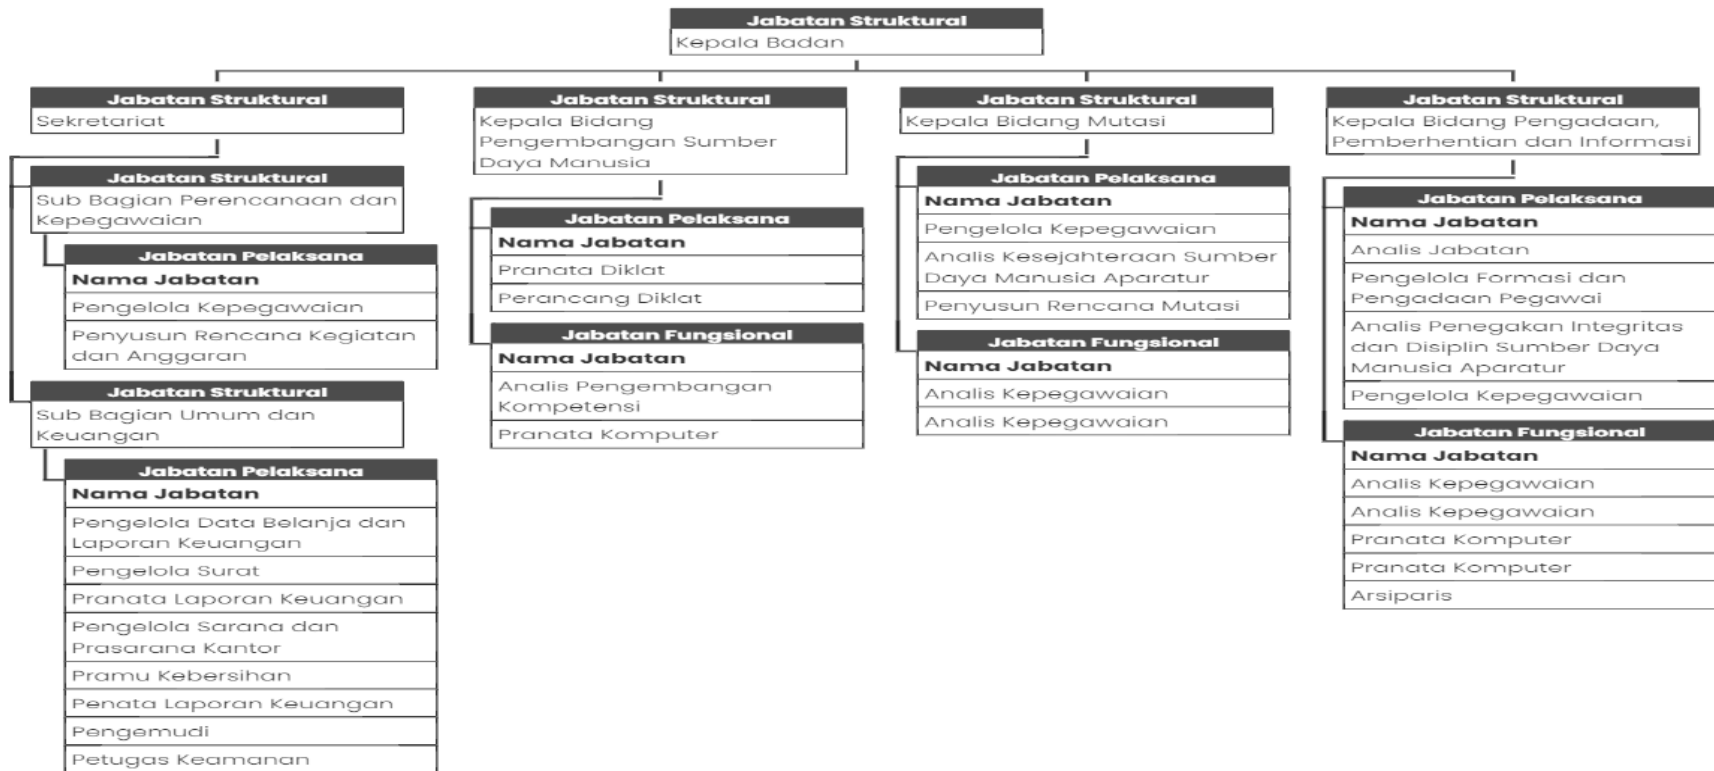 Jabatan Struktural
Kepala Badan
Jabatan Struktural
Sekretariat
Jabatan Struktural
Sub Bagian Perencanaan dan
Kepegawaian
Jabatan Pelaksana
Nama Jabatan
Pengelola Kepegawaian
Penyusun Rencana Kegiatan
dan Anggaran
Jabatan Struktural
Sub Bagian Umum dan
Keuangan
Jabatan Pelaksana
Nama Jabatan
Pengelola Data Belanja dan
Laporan Keuangan
Pengelola Surat
Pranata Laporan Keuangan
Pengelola Sarana dan
Prasarana Kantor
Pramu Kebersihan
Penata Laporan Keuangan
Pengemudi
Petugas Keamanan
Jabatan Struktural
Kepala Bidang
Pengembangan Sumber
Daya Manusia
Jabatan Pelaksana
Nama Jabatan
Pranata Diklat
Perancang Diklat
Jabatan Fungsional
Nama Jabatan
Analis Pengembangan
Kompetensi
Pranata Komputer
Jabatan Struktural
Kepala Bidang Mutasi
Jabatan Pelaksana
Nama Jabatan
Pengelola Kepegawaian
Analis Kesejahteraan Sumber
Daya Manusia Aparatur
Penyusun Rencana Mutasi
Jabatan Fungsional
Nama Jabatan
Analis Kepegawaian
Analis Kepegawaian
Jabatan Struktural
Kepala Bidang Pengadaan,
Pemberhentian dan Informasi
Jabatan Pelaksana
Nama Jabatan
Analis Jabatan
Pengelola Formasi dan
Pengadaan Pegawai
Analis Penegakan Integritas
dan Disiplin Sumber Daya
Manusia Aparatur
Pengelola Kepegawaian
Jabatan Fungsional
Nama Jabatan
Analis Kepegawaian
Analis Kepegawaian
Pranata Komputer
Pranata Komputer
Arsiparis